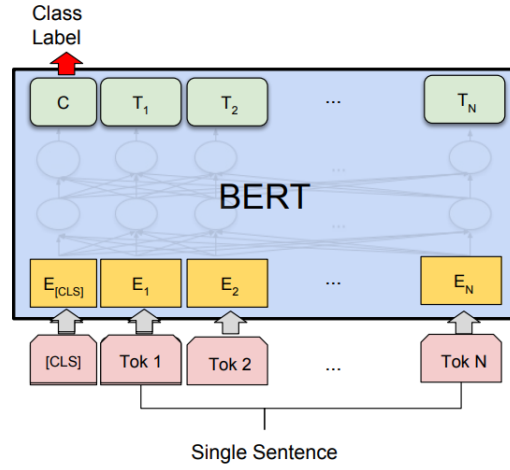 Class
Label
C T1 T2 ... TN
...
BERT
...
E[CLS] E1 E2 ... EN
[CLS] Tok 1 Tok 2 ... Tok N
Single Sentence